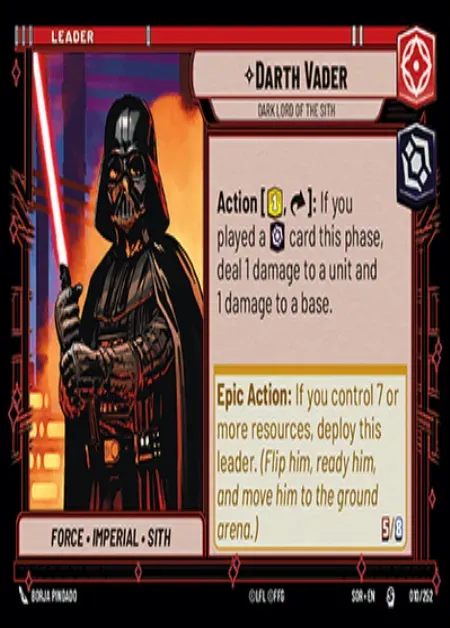 LEADER
DARTH VADER
DARK LORD OF THE SITH
Action [1, ]: If you
played a card this phase,
deal 1 damage to a unit and
1 damage to a base.
Epic Action: If you control 7 or
more resources, deploy this
leader. (Flip him, ready him,
and move him to the ground
arena.)
5/8
FORCE • IMPERIAL • SITH
BORJA PINDADO
©LFL ©FFG
SOR • EN
010/252